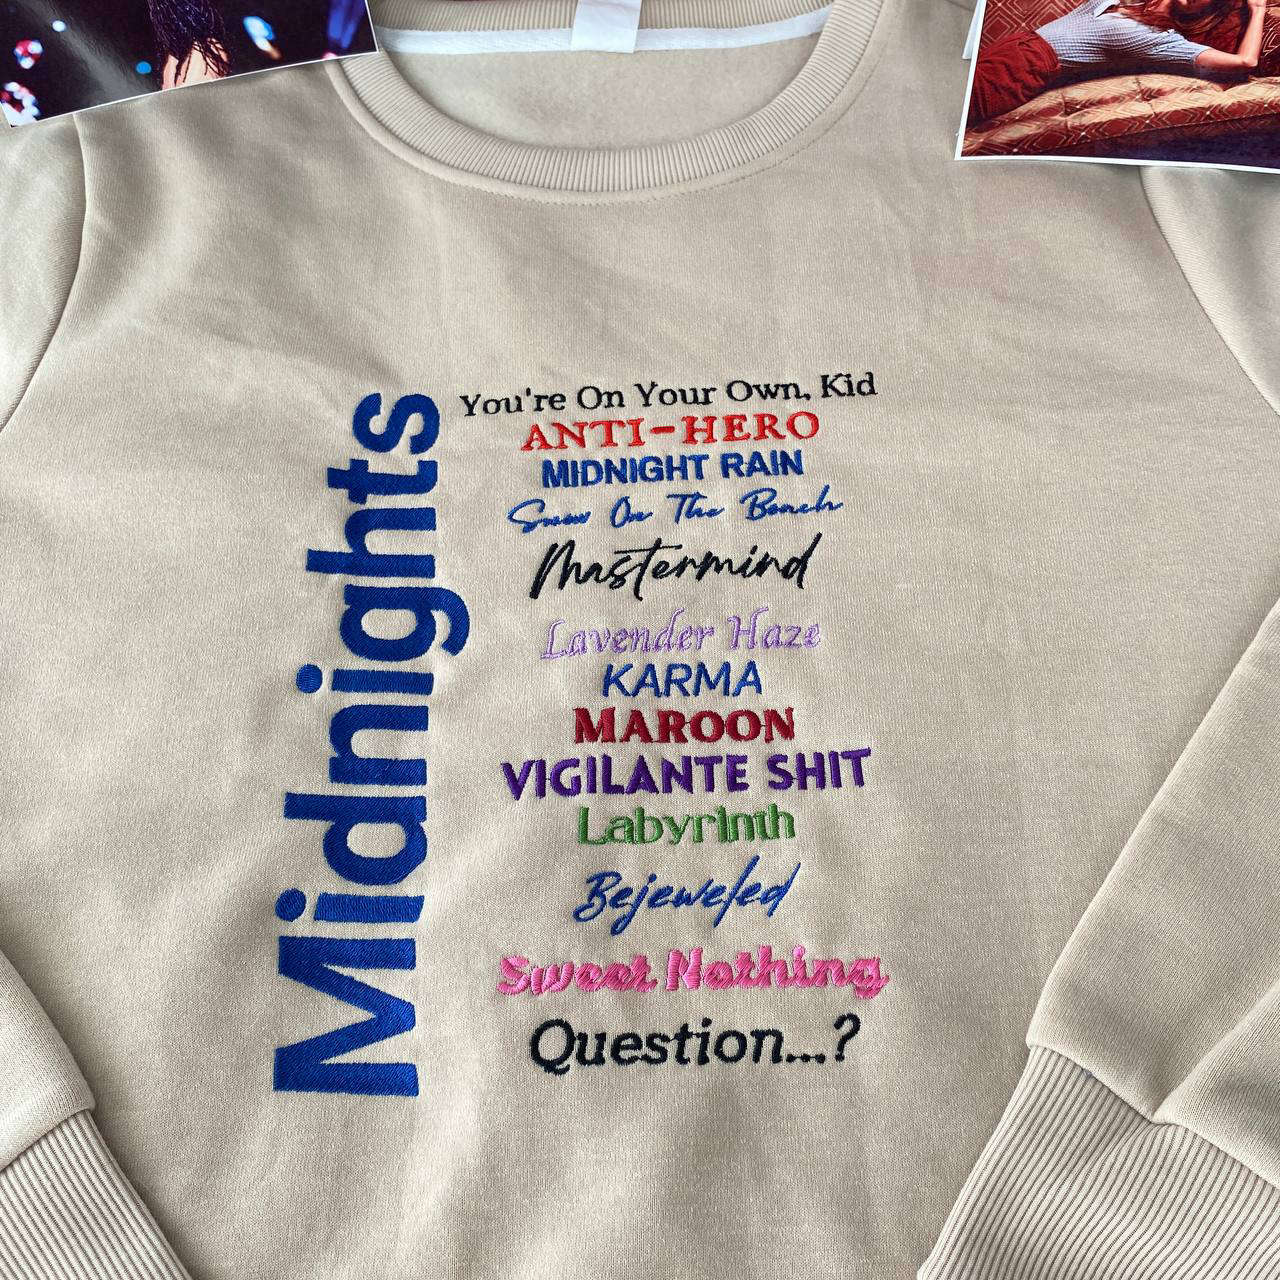 Midnights
You're On Your Own, Kid
ANTI-HERO
MIDNIGHT RAIN
Snow On The Beach
Mastermind
Lavender Haze
KARMA
MAROON
VIGILANTE SHIT
Labyrinth
Bejeweled
Sweet Nothing
Question...?